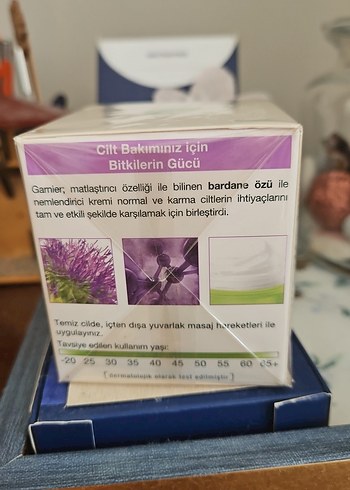 Cilt Bakımınız için
Bitkilerin Gücü
Garnier; matlaştırıcı özelliği ile bilinen bardane özü ile
nemlendirici kremi normal ve karma ciltlerin ihtiyaçlarını
tam ve etkili şekilde karşılamak için birleştirdi.
Temiz cilde, içten dışa yuvarlak masaj hareketleri ile
uygulayınız.
Tavsiye edilen kullanım yaşı:
-20 25 30 35 40 45 50 55 60 65+
[ dermatolojik olarak test edilmiştir ]